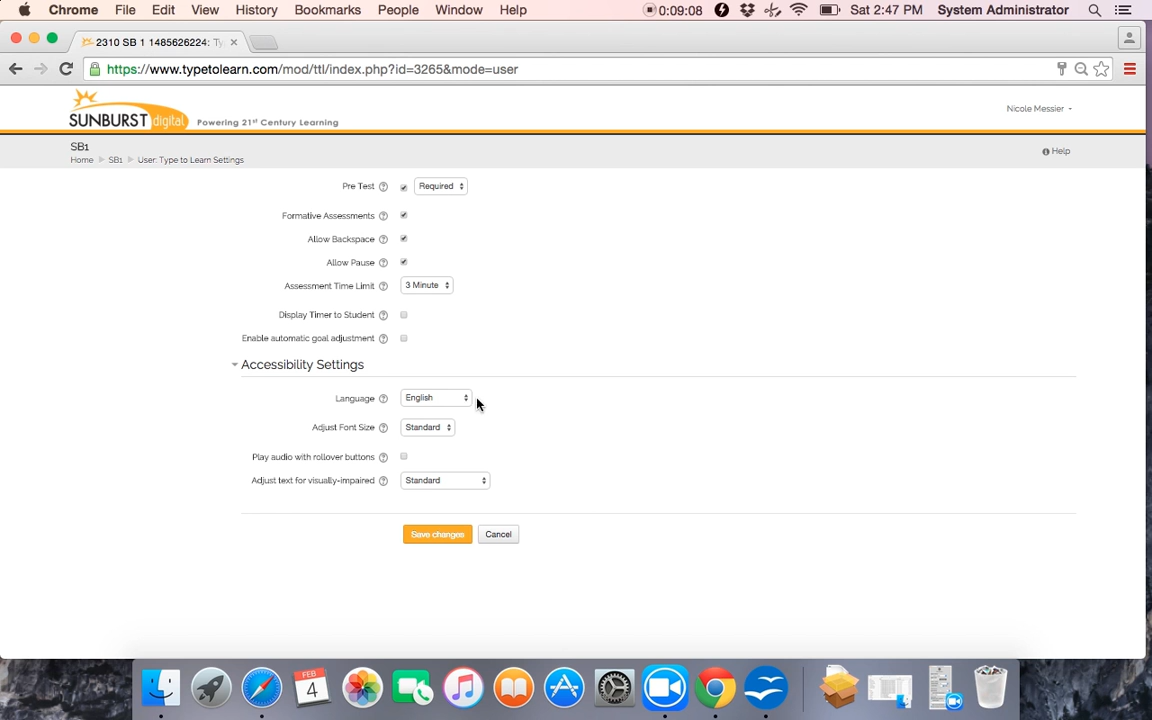 Chrome File Edit View History Bookmarks People Window Help 0:09:08 Sat 2:47 PM System Administrator
2310 SB 1 1485626224: Ty
https://www.typetolearn.com/mod/ttl/index.php?id=3265&mode=user
SUNBURST digital Powering 21st Century Learning
Nicole Messier
SB1
Home SB1 User: Type to Learn Settings
Help
Pre Test Required
Formative Assessments
Allow Backspace
Allow Pause
Assessment Time Limit 3 Minute
Display Timer to Student
Enable automatic goal adjustment
Accessibility Settings
Language English
Adjust Font Size Standard
Play audio with rollover buttons
Adjust text for visually-impaired Standard
Save changes Cancel
FEB
4